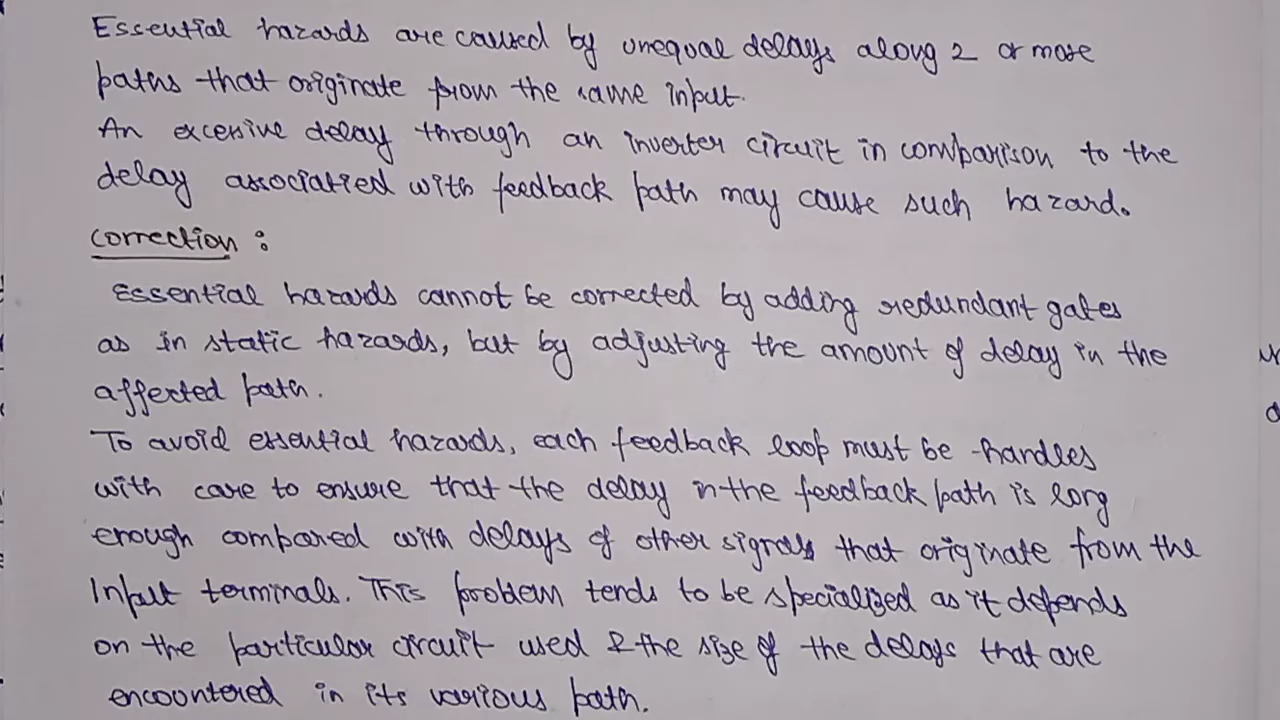 Essential hazards are caused by unequal delays along 2 or more
paths that originate from the same input.
An excessive delay through an inverter circuit in comparison to the
delay associatied with feedback path may cause such hazard.
Correction :
Essential hazards cannot be corrected by adding redundant gates
as in static hazards, but by adjusting the amount of delay in the
affected path.
To avoid essential hazards, each feedback loop must be handles
with care to ensure that the delay in the feedback path is long
enough compared with delays of other signals that originate from the
Input terminals. This problem tends to be specialized as it depends
on the particular circuit used & the size of the delays that are
encountered in its various path.